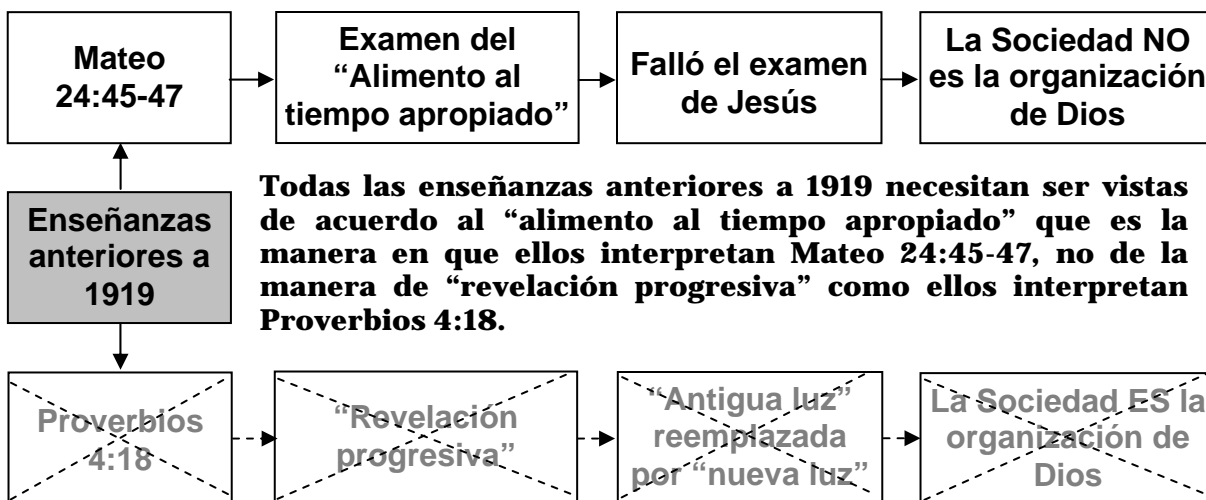 Mateo
24:45-47
Examen del
“Alimento al
tiempo apropiado”
Falló el examen
de Jesús
La Sociedad NO
es la organización
de Dios
Enseñanzas
anteriores a
1919
Todas las enseñanzas anteriores a 1919 necesitan ser vistas
de acuerdo al “alimento al tiempo apropiado” que es la
manera en que ellos interpretan Mateo 24:45-47, no de la
manera de “revelación progresiva” como ellos interpretan
Proverbios 4:18.
Proverbios
4:18
“Revelación
progresiva”
“Antigua luz”
reemplazada
por “nueva luz”
La Sociedad ES la
organización de
Dios